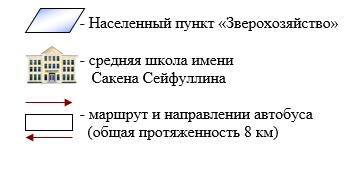 - Населенный пункт «Зверохозяйство»
- средняя школа имени
Сакена Сейфуллина
- маршрут и направлении автобуса
(общая протяженность 8 км)